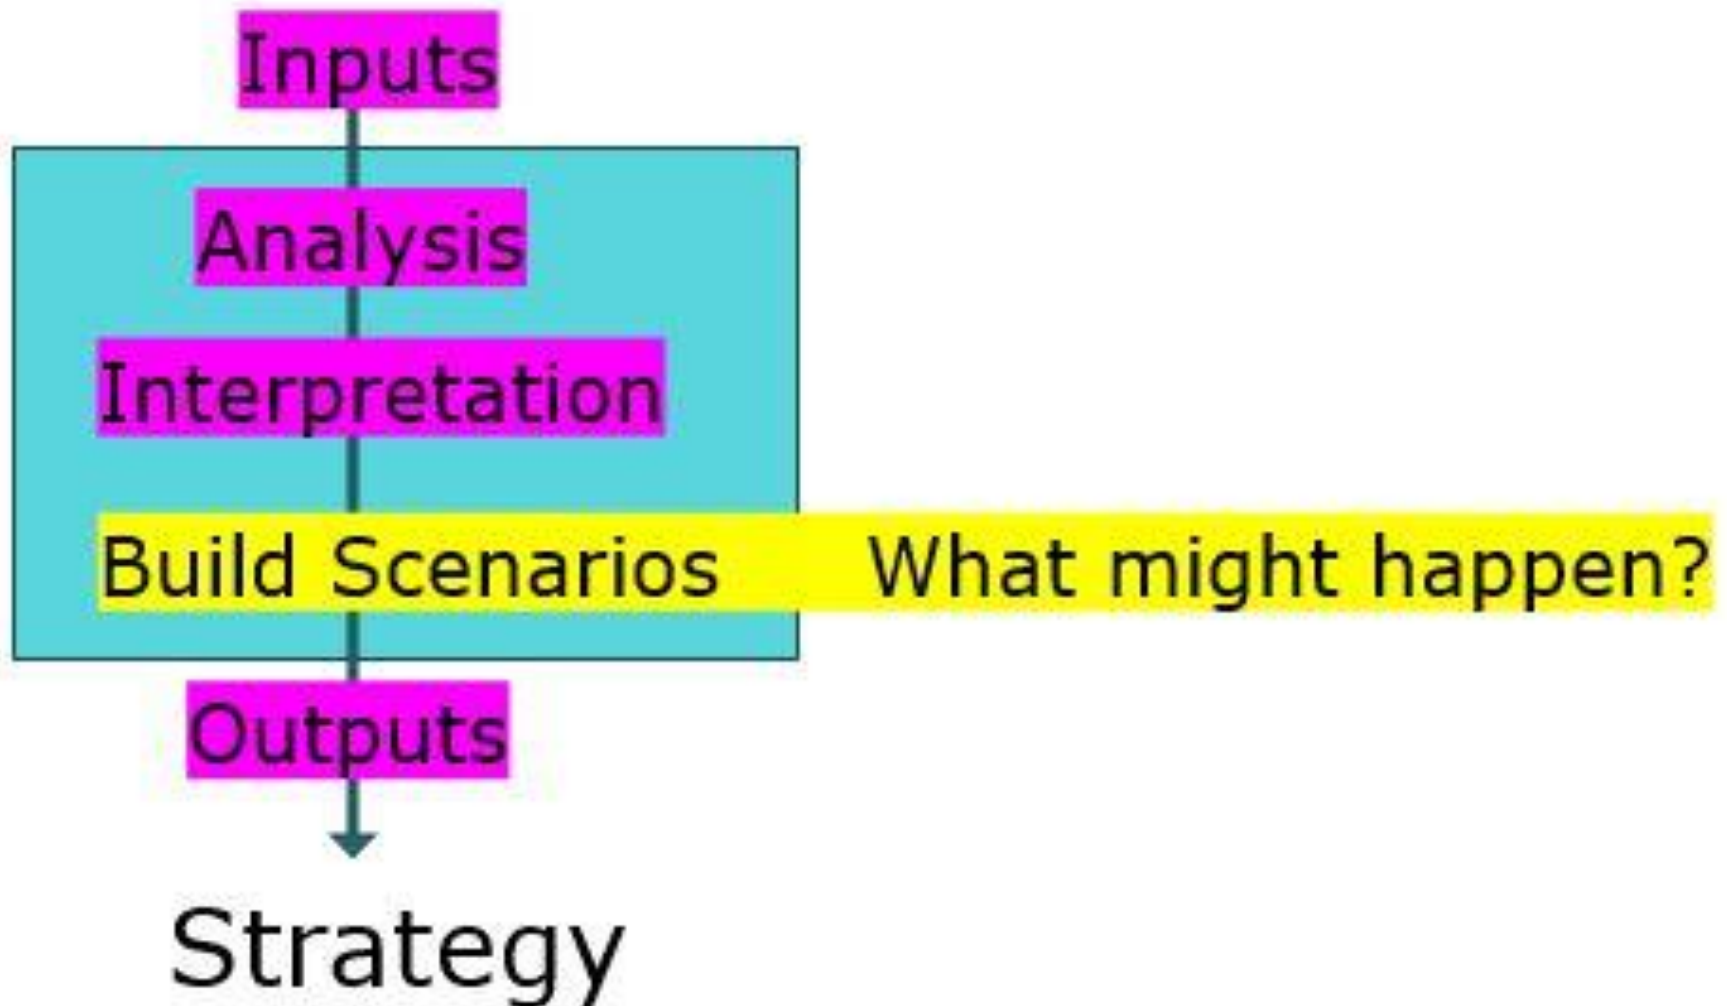 Inputs
Analysis
Interpretation
Build Scenarios What might happen?
Outputs
Strategy